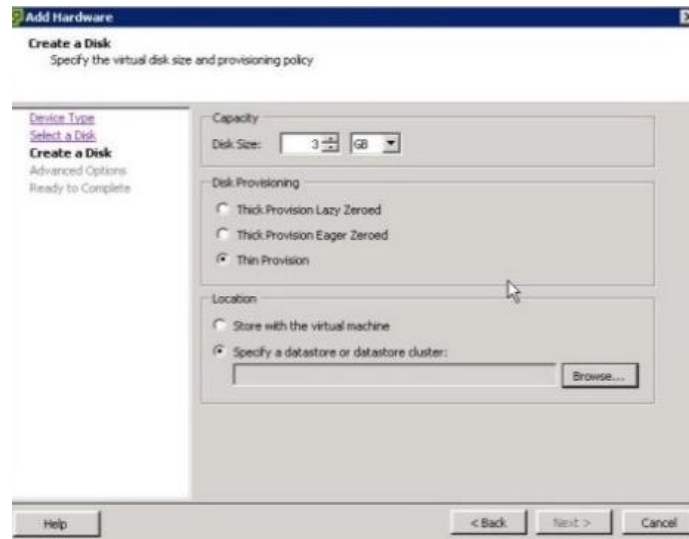 Add Hardware
Create a Disk
Specify the virtual disk size and provisioning policy
Device Type
Select a Disk
Create a Disk
Advanced Options
Ready to Complete
Capacity
Disk Size: 3 GB
Disk Provisioning
Thick Provision Lazy Zeroed
Thick Provision Eager Zeroed
Thin Provision
Location
Store with the virtual machine
Specify a datastore or datastore cluster:
Browse...
Help < Back Next > Cancel